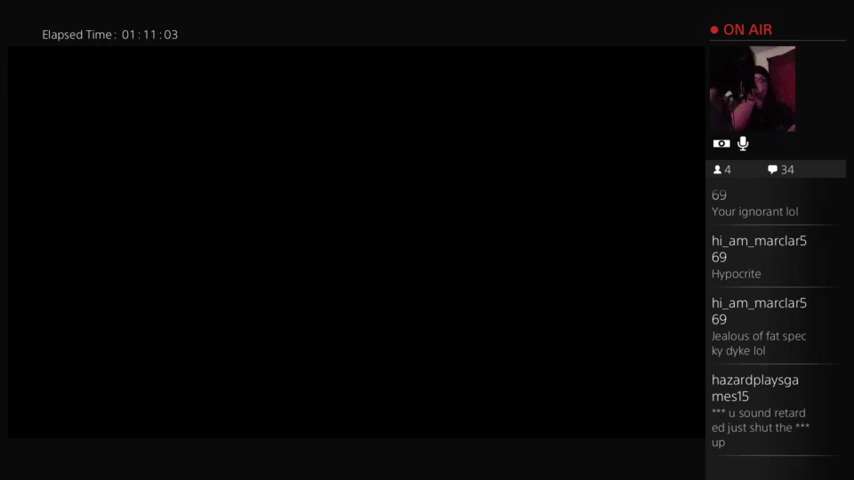 Elapsed Time: 01:11:03
ON AIR
4 34
69
Your ignorant lol
hi_am_marclar5
69
Hypocrite
hi_am_marclar5
69
Jealous of fat spec
ky dyke lol
hazardplaysga
mes15
*** u sound retard
ed just shut the ***
up